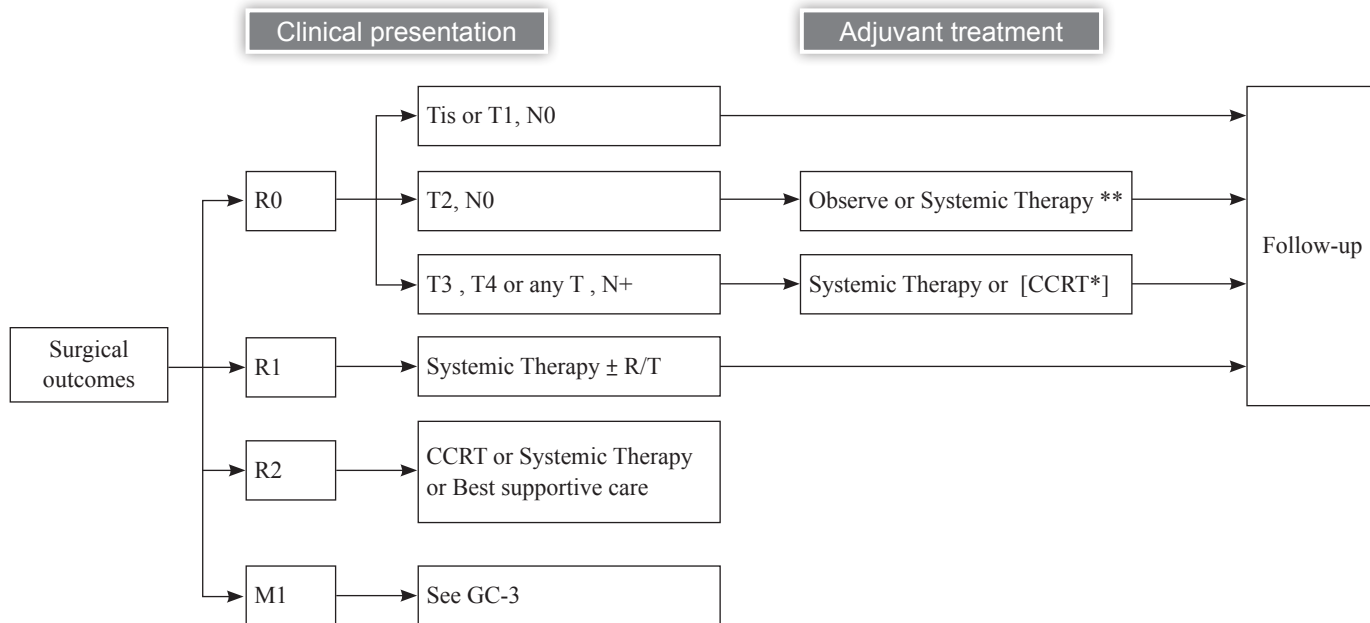 Clinical presentation
Adjuvant treatment
Tis or T1, N0
R0
T2, N0
Observe or Systemic Therapy **
Follow-up
T3 , T4 or any T , N+
Systemic Therapy or [CCRT*]
Surgical
outcomes
R1
Systemic Therapy ± R/T
R2
CCRT or Systemic Therapy
or Best supportive care
M1
See GC-3